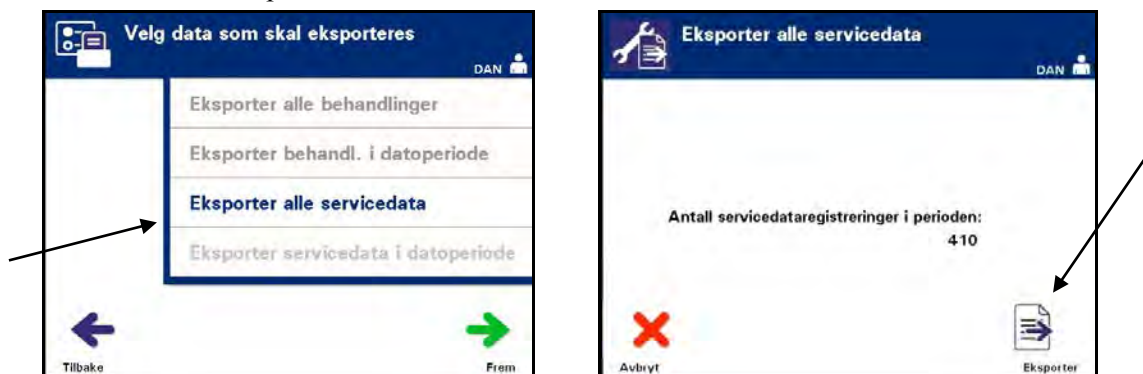 Velg data som skal eksporteres
DAN
Eksporter alle behandlinger
Eksporter behandl. i datoperiode
Eksporter alle servicedata
Eksporter servicedata i datoperiode
Tilbake
Frem
Eksporter alle servicedata
DAN
Antall servicedataregistreringer i perioden:
410
Avbryt
Eksporter